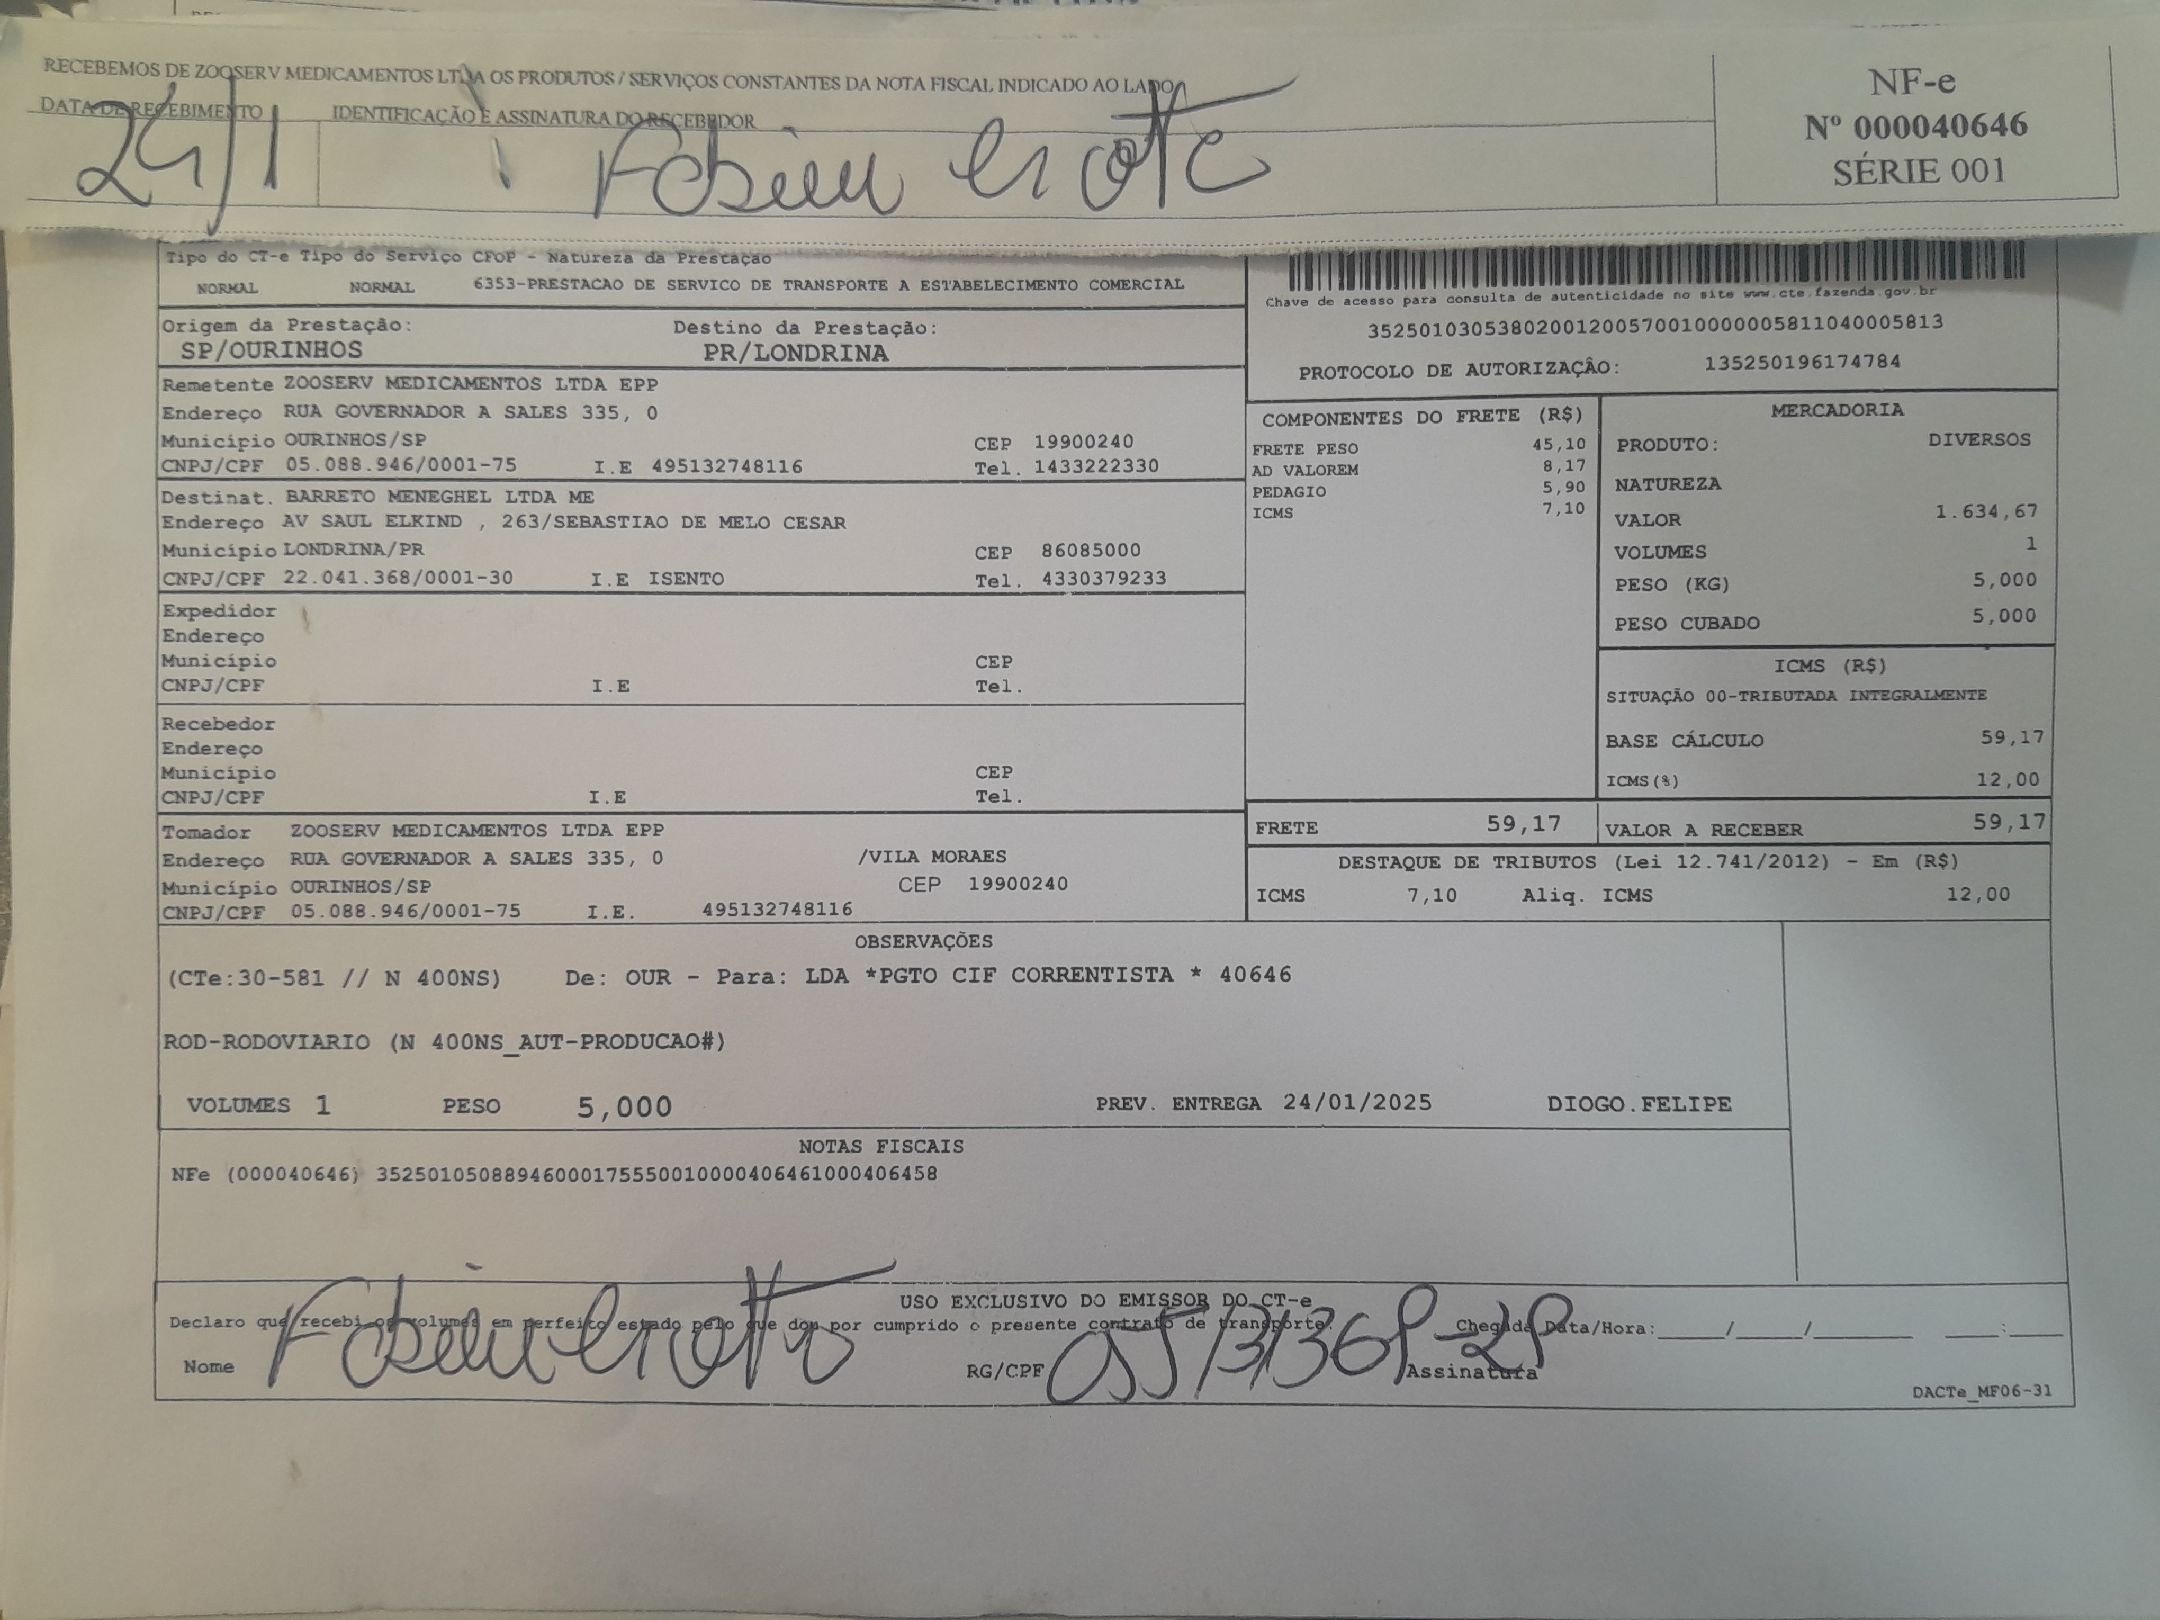 RECEBEMOS DE ZOOSERV MEDICAMENTOS LTDA OS PRODUTOS / SERVIÇOS CONSTANTES DA NOTA FISCAL INDICADO AO LADO
DATA DE RECEBIMENTO IDENTIFICAÇÃO E ASSINATURA DO RECEBEDOR
24/1
NF-e
Nº 000040646
SÉRIE 001
Tipo do CT-e Tipo do Serviço CFOP - Natureza da Prestação
NORMAL NORMAL 6353-PRESTACAO DE SERVICO DE TRANSPORTE A ESTABELECIMENTO COMERCIAL
Chave de acesso para consulta de autenticidade no site www.cte.fazenda.gov.br
35250103053802001200570010000005811040005813
PROTOCOLO DE AUTORIZAÇÂO: 135250196174784
Origem da Prestação: Destino da Prestação:
SP/OURINHOS PR/LONDRINA
Remetente ZOOSERV MEDICAMENTOS LTDA EPP
Endereço RUA GOVERNADOR A SALES 335, 0
Município OURINHOS/SP CEP 19900240
CNPJ/CPF 05.088.946/0001-75 I.E 495132748116 Tel. 1433222330
Destinat. BARRETO MENEGHEL LTDA ME
Endereço AV SAUL ELKIND , 263/SEBASTIAO DE MELO CESAR
Município LONDRINA/PR CEP 86085000
CNPJ/CPF 22.041.368/0001-30 I.E ISENTO Tel. 4330379233
Expedidor
Endereço
Município CEP
CNPJ/CPF I.E Tel.
Recebedor
Endereço
Município CEP
CNPJ/CPF I.E Tel.
Tomador ZOOSERV MEDICAMENTOS LTDA EPP
Endereço RUA GOVERNADOR A SALES 335, 0 /VILA MORAES
Município OURINHOS/SP CEP 19900240
CNPJ/CPF 05.088.946/0001-75 I.E. 495132748116
COMPONENTES DO FRETE (R$)
FRETE PESO 45,10
AD VALOREM 8,17
PEDAGIO 5,90
ICMS 7,10
MERCADORIA
PRODUTO: DIVERSOS
NATUREZA
VALOR 1.634,67
VOLUMES 1
PESO (KG) 5,000
PESO CUBADO 5,000
ICMS (R$)
SITUAÇÃO 00-TRIBUTADA INTEGRALMENTE
BASE CÁLCULO 59,17
ICMS(%) 12,00
FRETE 59,17 VALOR A RECEBER 59,17
DESTAQUE DE TRIBUTOS (Lei 12.741/2012) - Em (R$)
ICMS 7,10 Aliq. ICMS 12,00
OBSERVAÇÕES
(CTe:30-581 // N 400NS) De: OUR - Para: LDA *PGTO CIF CORRENTISTA * 40646
ROD-RODOVIARIO (N 400NS_AUT-PRODUCAO#)
VOLUMES 1 PESO 5,000 PREV. ENTREGA 24/01/2025 DIOGO.FELIPE
NOTAS FISCAIS
NFe (000040646) 35250105088946000175550010000406461000406458
USO EXCLUSIVO DO EMISSOR DO CT-e
Declaro que recebi os volumes em perfeito estado pelo que dou por cumprido o presente contrato de transporte. Chegada Data/Hora:____/____/______ ___:___
Nome RG/CPF Assinatura
DACTe_MF06-31